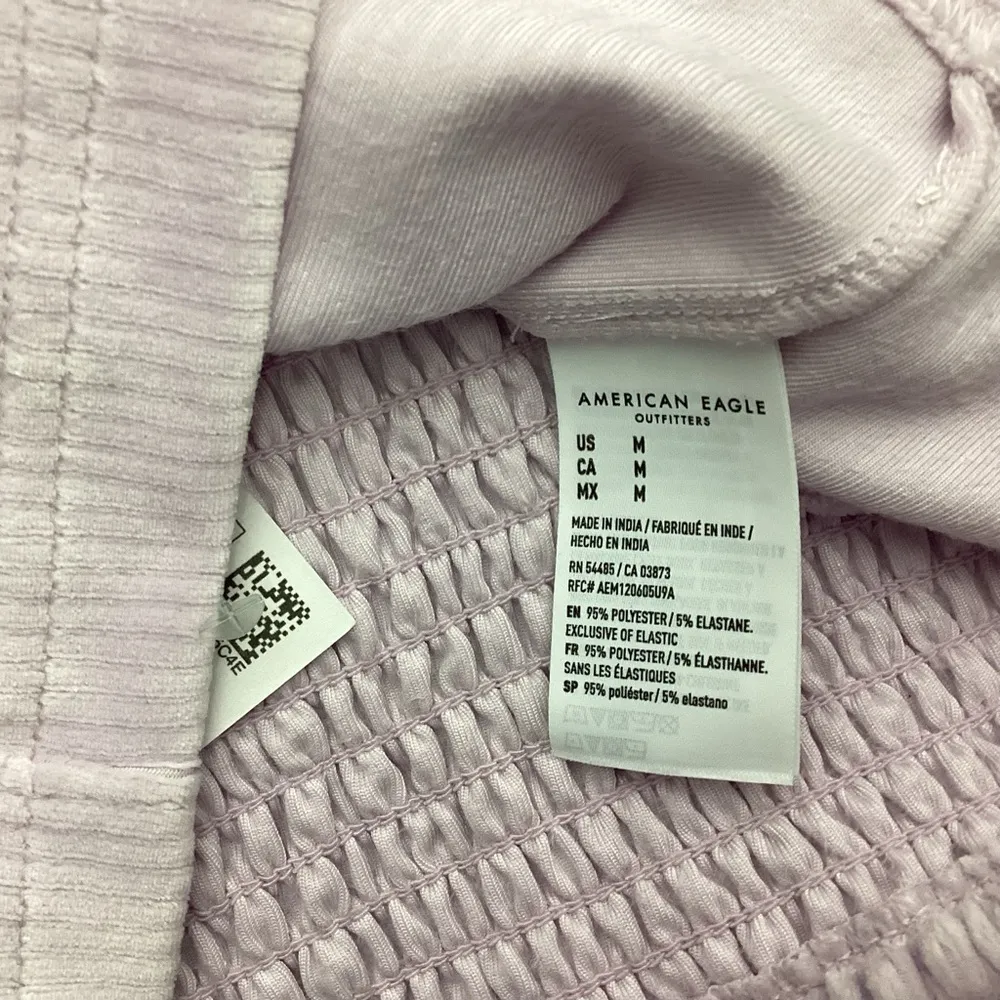 AMERICAN EAGLE
OUTFITTERS
US M
CA M
MX M
MADE IN INDIA / FABRIQUÉ EN INDE /
HECHO EN INDIA
RN 54485 / CA 03873
RFC# AEM120605U9A
EN 95% POLYESTER / 5% ELASTANE.
EXCLUSIVE OF ELASTIC
FR 95% POLYESTER / 5% ÉLASTHANNE.
SANS LES ÉLASTIQUES
SP 95% poliéster / 5% elastano